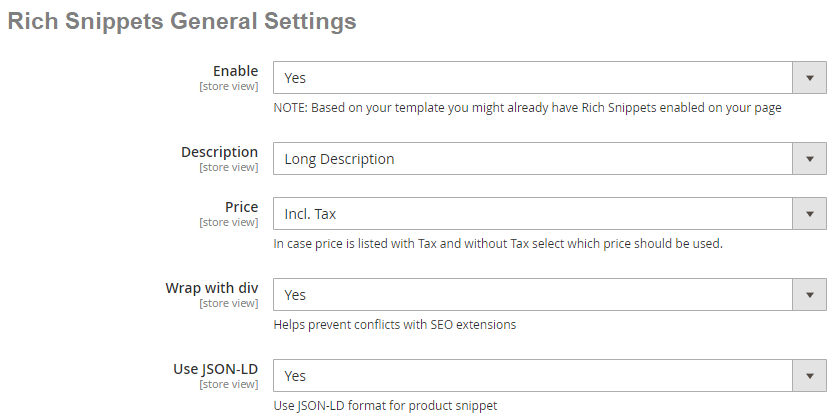 Rich Snippets General Settings
Enable
[store view]
Yes
NOTE: Based on your template you might already have Rich Snippets enabled on your page
Description
[store view]
Long Description
Price
[store view]
Incl. Tax
In case price is listed with Tax and without Tax select which price should be used.
Wrap with div
[store view]
Yes
Helps prevent conflicts with SEO extensions
Use JSON-LD
[store view]
Yes
Use JSON-LD format for product snippet